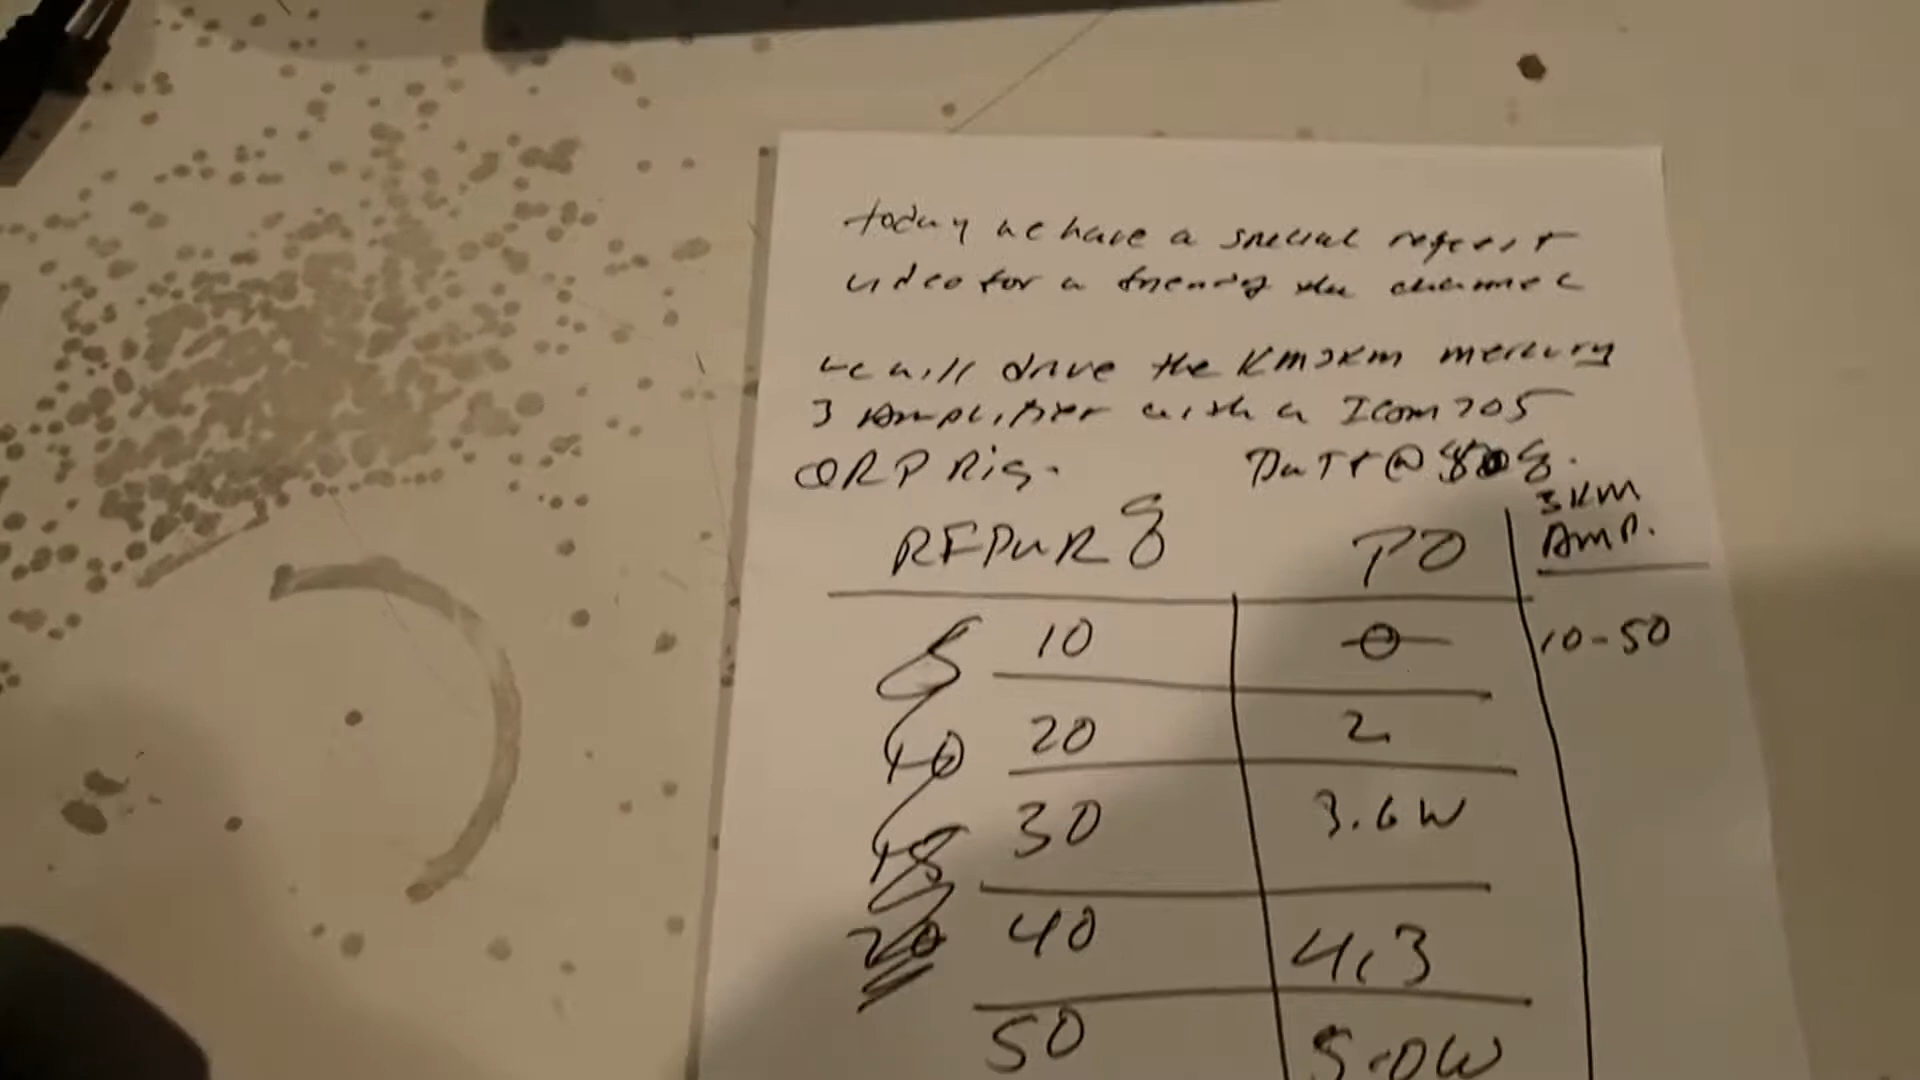 today we have a special request
video for a friend of the channel
we will drive the KM3KM mercury
3 Amplifier with a Icom 705
QRP Rig.
Batt @ 8
3KM
AMP.
RFPWR
PO
10
0
10-50
20
2
30
3.6W
40
4.3
50
5.0W